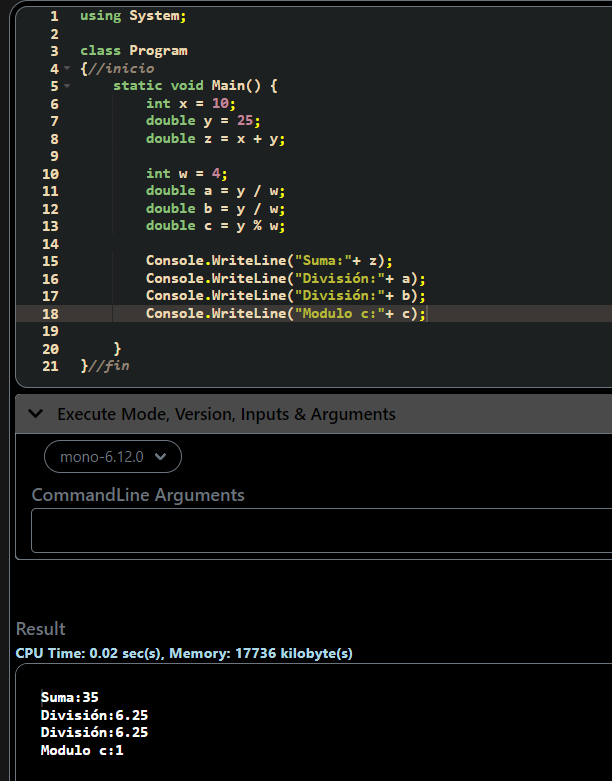 1 using System;
2
3 class Program
4 {//inicio
5     static void Main() {
6         int x = 10;
7         double y = 25;
8         double z = x + y;
9
10         int w = 4;
11         double a = y / w;
12         double b = y / w;
13         double c = y % w;
14
15         Console.WriteLine("Suma:"+ z);
16         Console.WriteLine("División:"+ a);
17         Console.WriteLine("División:"+ b);
18         Console.WriteLine("Modulo c:"+ c);
19
20     }
21 }//fin
Execute Mode, Version, Inputs & Arguments
mono-6.12.0
CommandLine Arguments
Result
CPU Time: 0.02 sec(s), Memory: 17736 kilobyte(s)
Suma:35
División:6.25
División:6.25
Modulo c:1